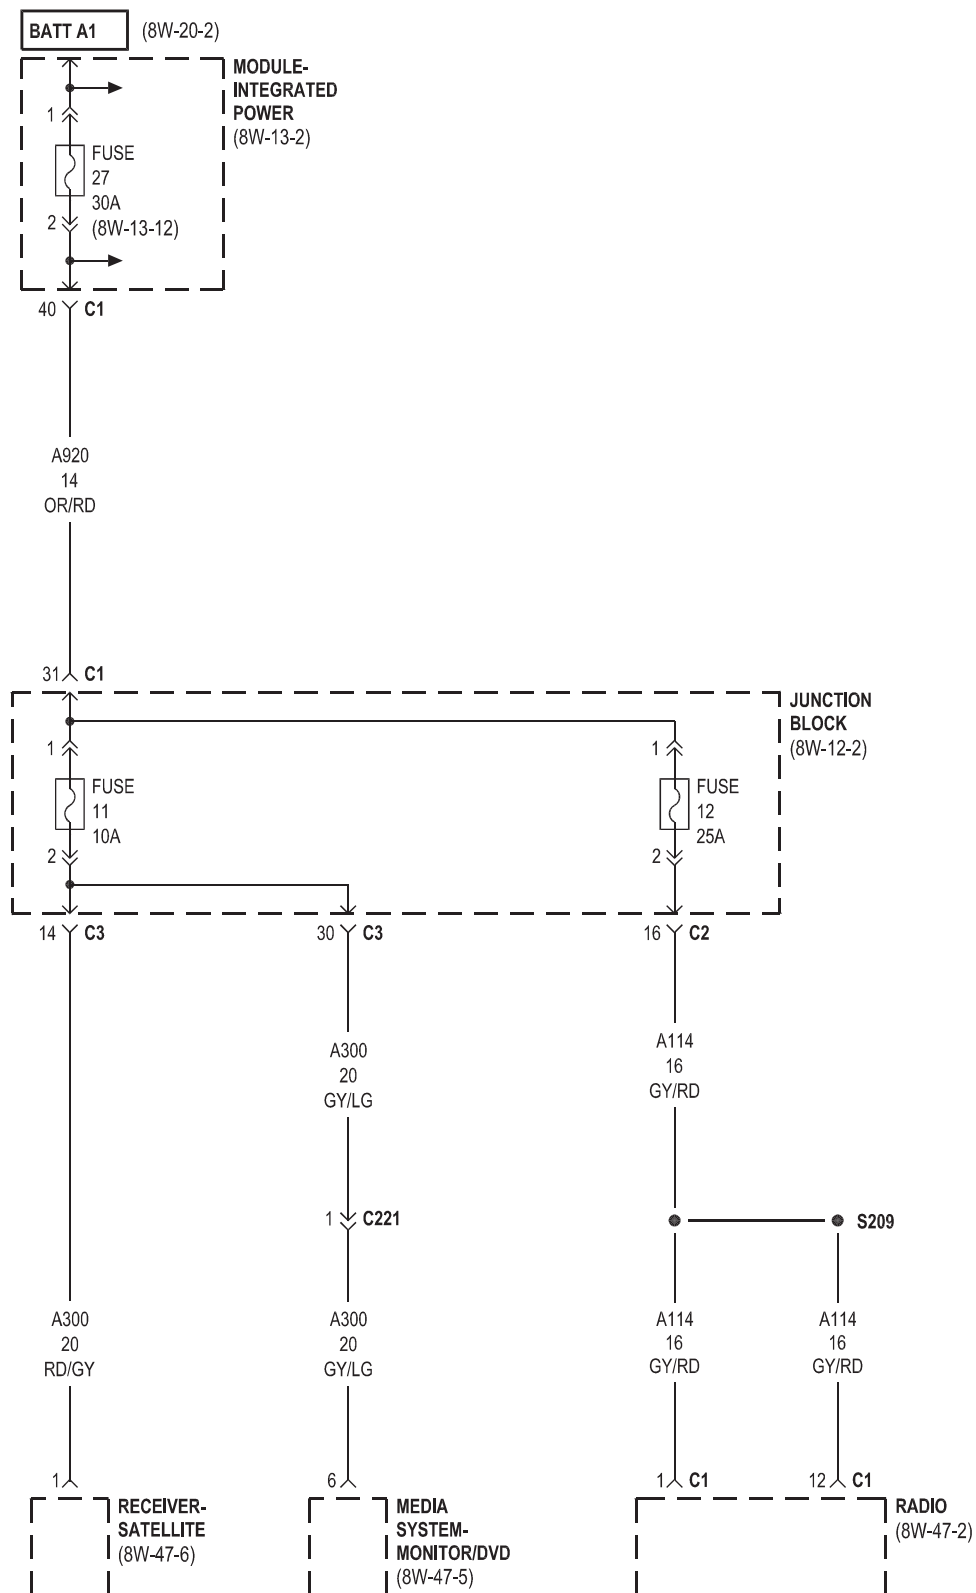 BATT A1 (8W-20-2)
MODULE-
INTEGRATED
POWER
(8W-13-2)
1
FUSE
27
30A
2 (8W-13-12)
40 C1
A920
14
OR/RD
31 C1
JUNCTION
BLOCK
(8W-12-2)
1 1
FUSE FUSE
11 12
10A 25A
2 2
14 C3 30 C3 16 C2
A300 A114
20 16
GY/LG GY/RD
1 C221 S209
A300 A300 A114 A114
20 20 16 16
RD/GY GY/LG GY/RD GY/RD
1 6 1 C1 12 C1
RECEIVER-
SATELLITE
(8W-47-6)
MEDIA
SYSTEM-
MONITOR/DVD
(8W-47-5)
RADIO
(8W-47-2)